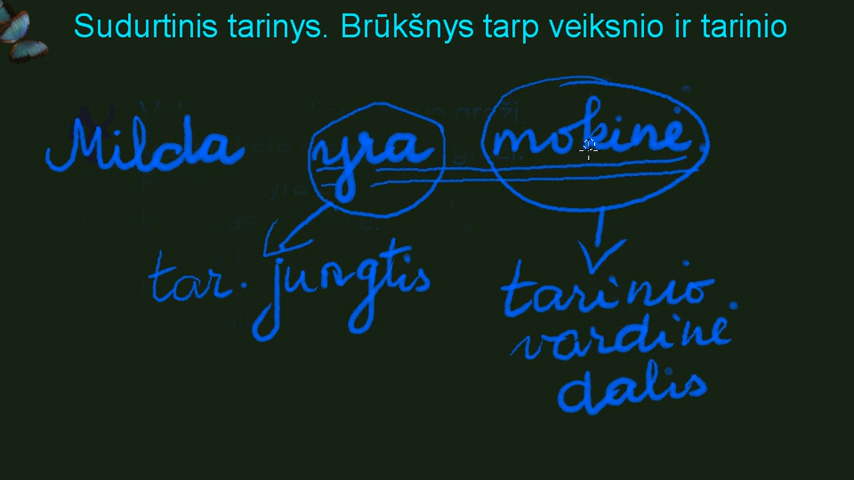 Sudurtinis tarinys. Brūkšnys tarp veiksnio ir tarinio
Milda yra mokinė.
tar. jungtis
tarinio
vardinė
dalis